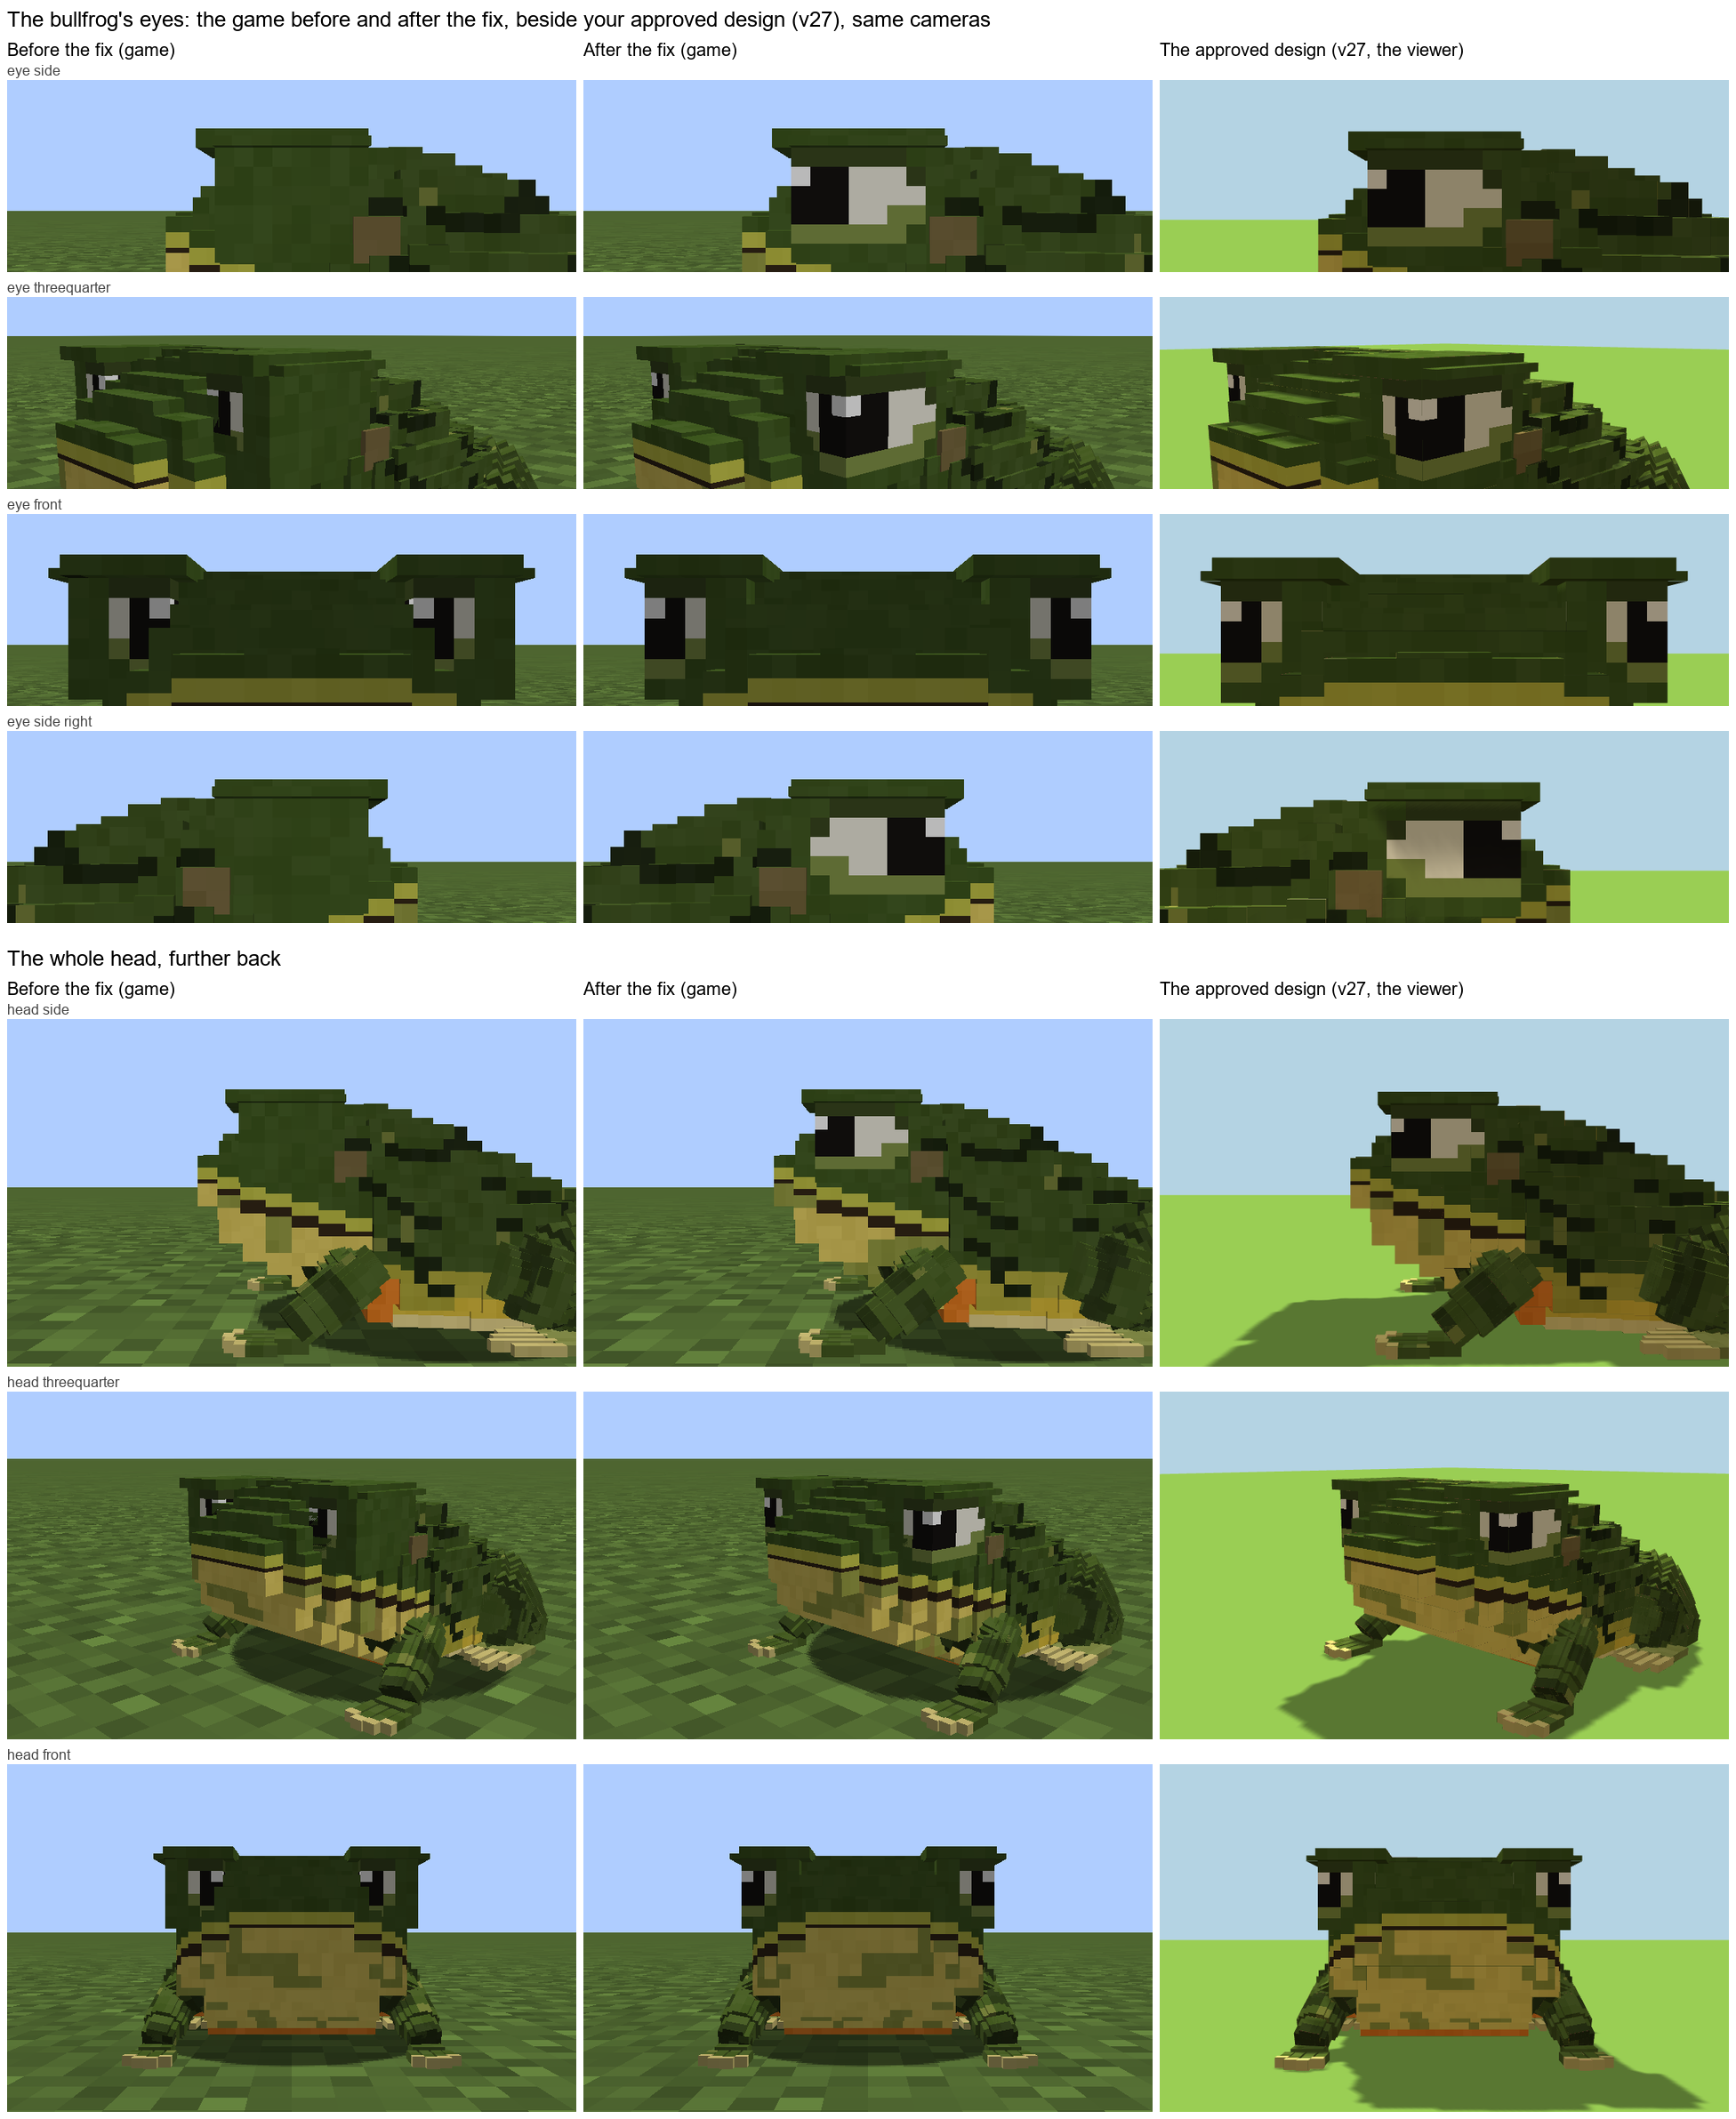 The bullfrog's eyes: the game before and after the fix, beside your approved design (v27), same cameras
Before the fix (game)
After the fix (game)
The approved design (v27, the viewer)
eye side
eye threequarter
eye front
eye side right
The whole head, further back
Before the fix (game)
After the fix (game)
The approved design (v27, the viewer)
head side
head threequarter
head front